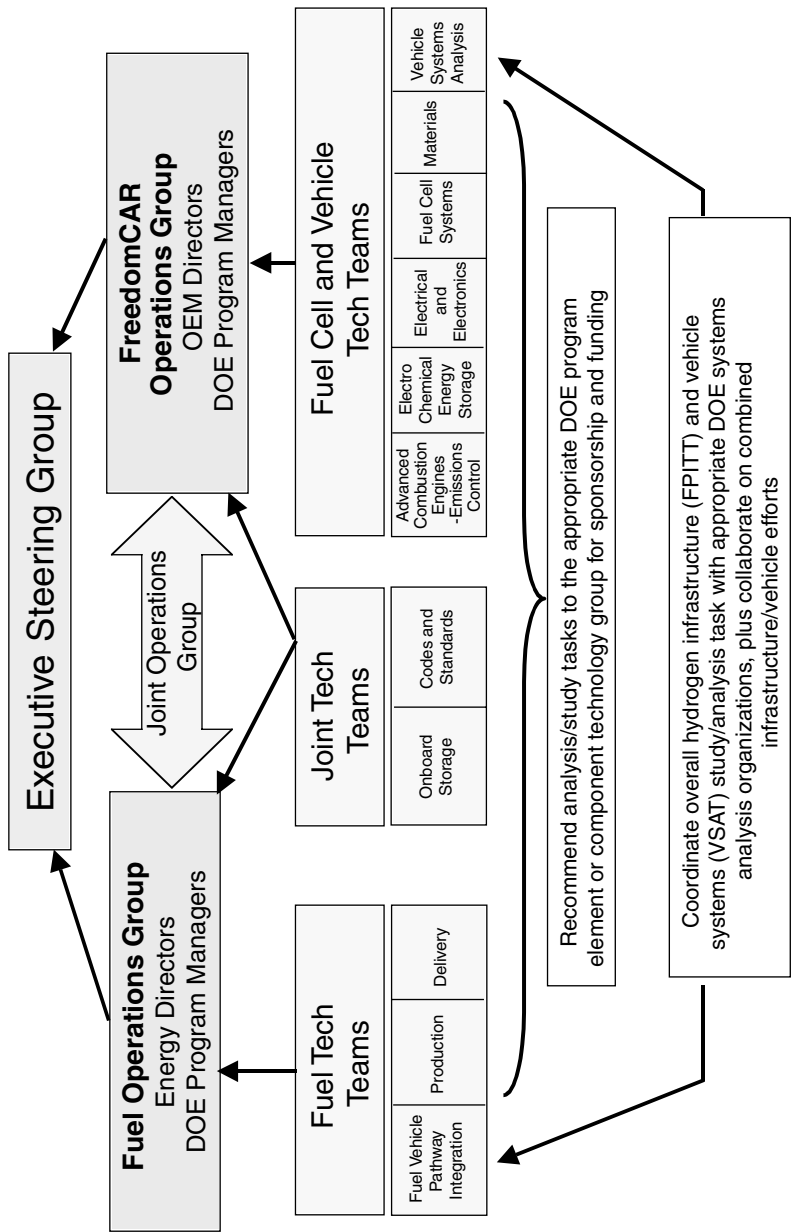 Executive Steering Group
Fuel Operations Group
Energy Directors
DOE Program Managers
Joint Operations
Group
FreedomCAR
Operations Group
OEM Directors
DOE Program Managers
Fuel Tech
Teams
Fuel Vehicle
Pathway
Integration
Production
Delivery
Joint Tech
Teams
Onboard
Storage
Codes and
Standards
Fuel Cell and Vehicle
Tech Teams
Advanced
Combustion
Engines
-Emissions
Control
Electro
Chemical
Energy
Storage
Electrical
and
Electronics
Fuel Cell
Systems
Materials
Vehicle
Systems
Analysis
Recommend analysis/study tasks to the appropriate DOE program
element or component technology group for sponsorship and funding
Coordinate overall hydrogen infrastructure (FPITT) and vehicle
systems (VSAT) study/analysis task with appropriate DOE systems
analysis organizations, plus collaborate on combined
infrastructure/vehicle efforts